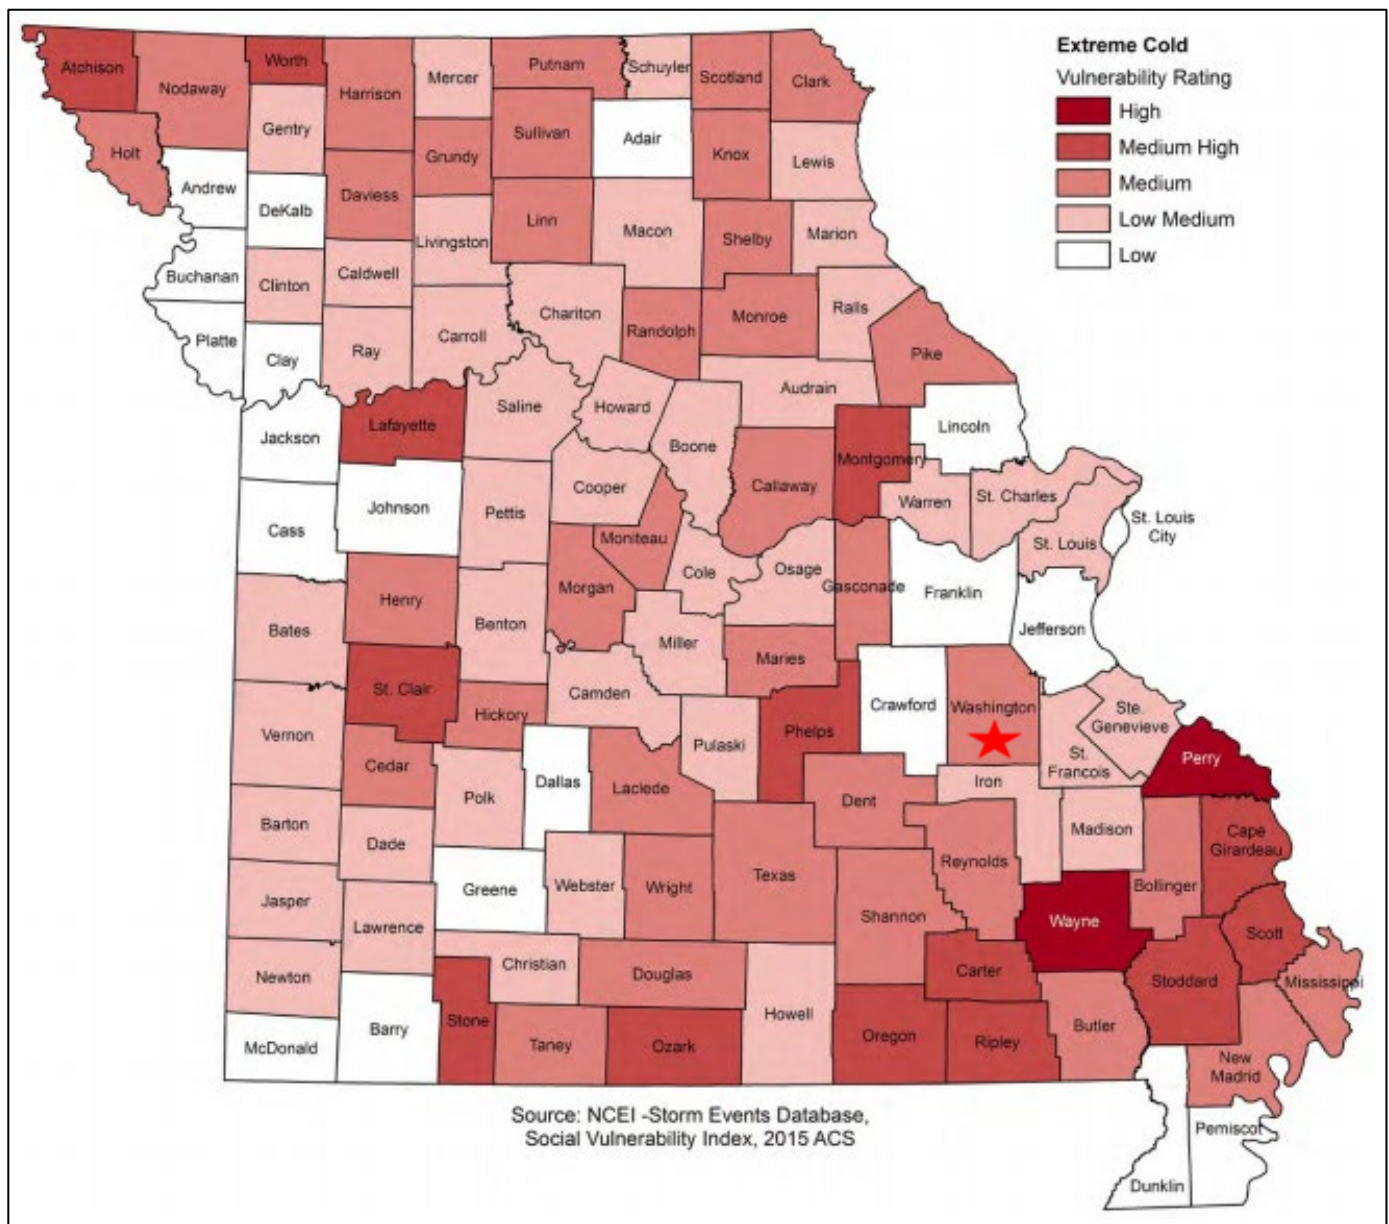 Extreme Cold
Vulnerability Rating
High
Medium High
Medium
Low Medium
Low
Atchison
Nodaway
Worth
Harrison
Mercer
Putnam
Schuyler
Scotland
Clark
Gentry
Sullivan
Adair
Holt
Grundy
Knox
Lewis
Andrew
DeKalb
Daviess
Linn
Macon
Shelby
Marion
Livingston
Buchanan
Clinton
Caldwell
Chariton
Randolph
Monroe
Ralls
Platte
Clay
Ray
Carroll
Pike
Audrain
Jackson
Lafayette
Saline
Howard
Boone
Lincoln
Montgomery
Callaway
Cooper
Warren
St. Charles
Cass
Johnson
Pettis
Moniteau
St. Louis
St. Louis
City
Cole
Osage
Gasconade
Franklin
Henry
Morgan
Bates
Benton
Miller
Jefferson
Maries
St. Clair
Camden
Crawford
Washington
Ste.
Genevieve
Hickory
Vernon
Pulaski
Phelps
St.
Francois
Perry
Cedar
Polk
Dallas
Laclede
Dent
Iron
Barton
Dade
Madison
Cape
Girardeau
Greene
Webster
Wright
Texas
Reynolds
Bollinger
Jasper
Lawrence
Shannon
Wayne
Scott
Newton
Christian
Douglas
Carter
Stoddard
Mississippi
McDonald
Barry
Stone
Taney
Ozark
Howell
Oregon
Ripley
Butler
New
Madrid
Pemiscot
Dunklin
Source: NCEI -Storm Events Database,
Social Vulnerability Index, 2015 ACS